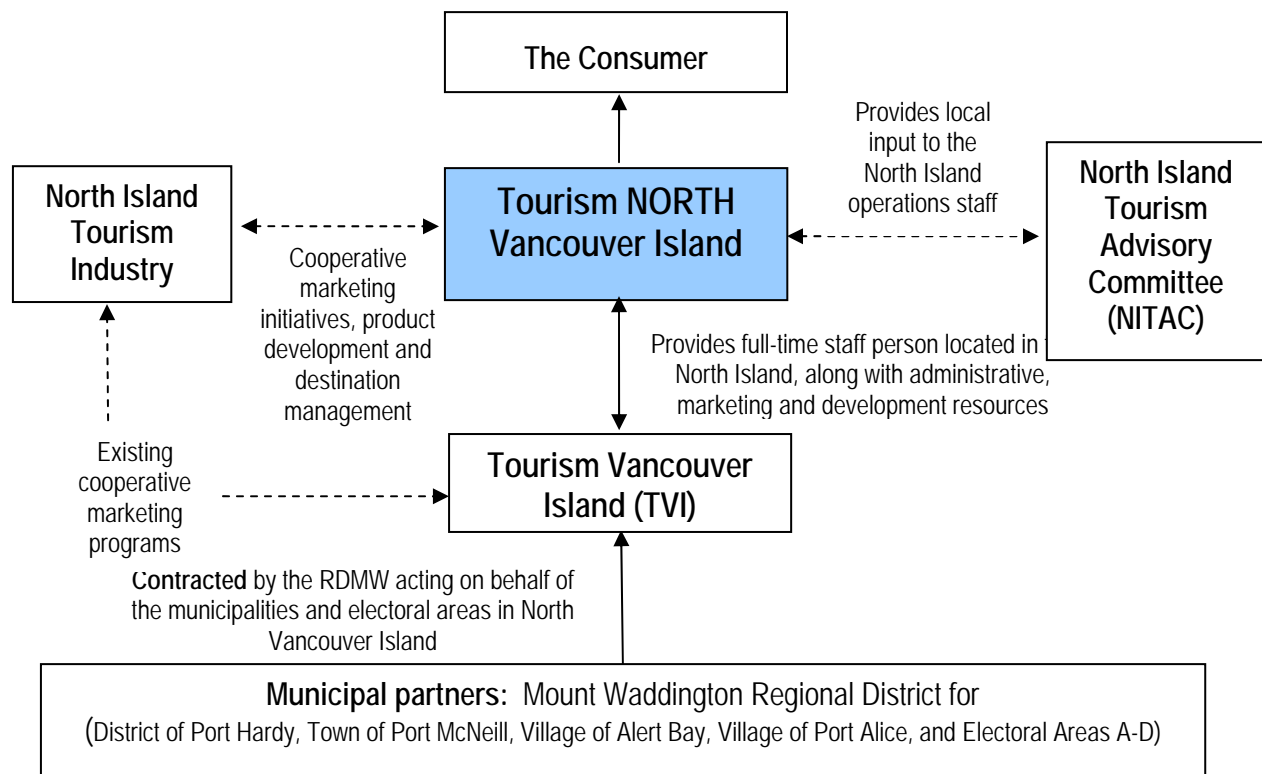 The Consumer
Provides local
input to the
North Island
operations staff
North Island
Tourism
Industry
Tourism NORTH
Vancouver Island
North Island
Tourism
Advisory
Committee
(NITAC)
Cooperative
marketing
initiatives, product
development and
destination
management
Provides full-time staff person located in
North Island, along with administrative,
marketing and development resources
Existing
cooperative
marketing
programs
Tourism Vancouver
Island (TVI)
Contracted by the RDMW acting on behalf of
the municipalities and electoral areas in North
Vancouver Island
Municipal partners: Mount Waddington Regional District for
(District of Port Hardy, Town of Port McNeill, Village of Alert Bay, Village of Port Alice, and Electoral Areas A-D)